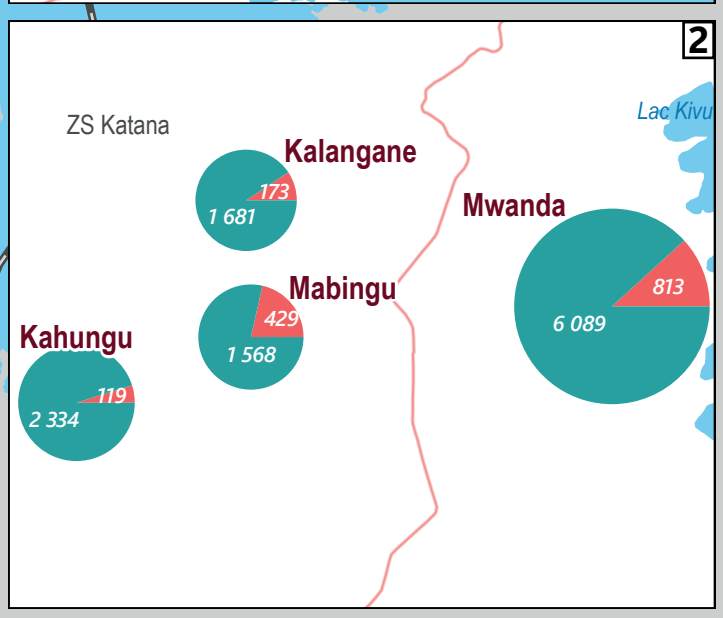 2
Lac Kivu
ZS Katana
Kalangane
173
1 681
Mwanda
813
6 089
Mabingu
429
1 568
Kahungu
119
2 334